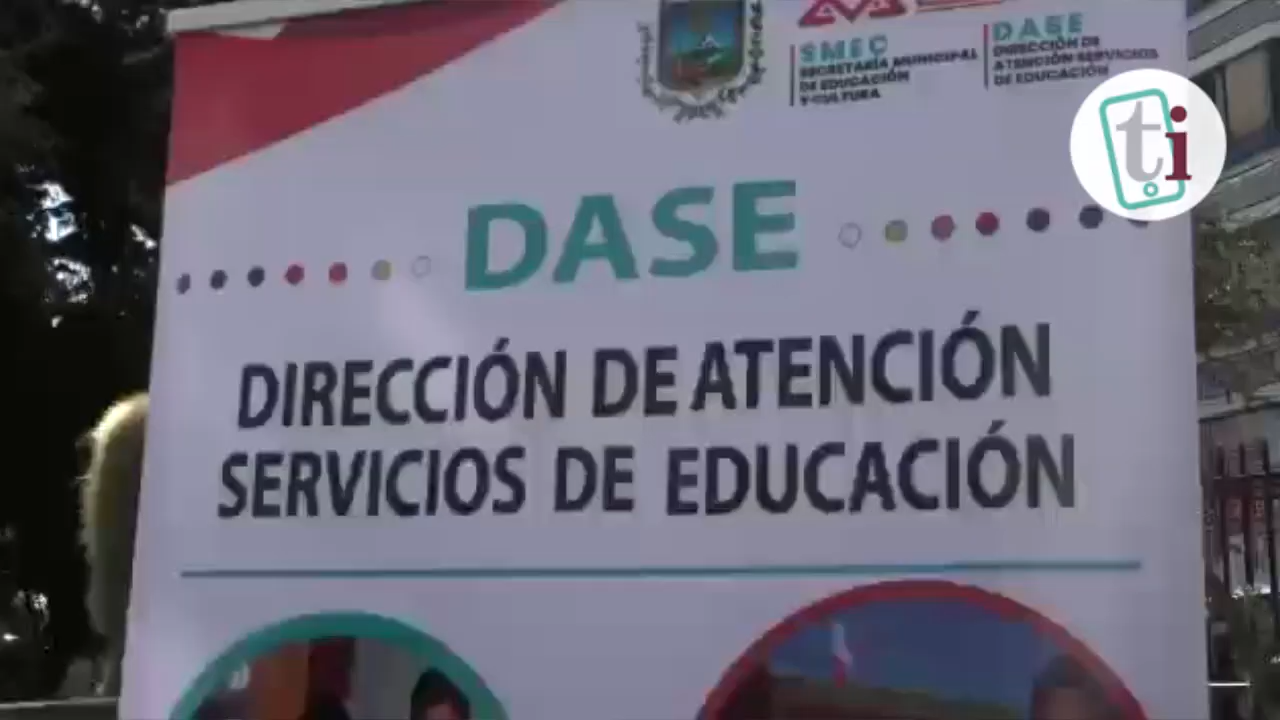 SMEC
SECRETARÍA MUNICIPAL
DE EDUCACIÓN
Y CULTURA
DASE
DIRECCIÓN DE
ATENCIÓN SERVICIOS
DE EDUCACIÓN
ti
DASE
DIRECCIÓN DE ATENCIÓN
SERVICIOS DE EDUCACIÓN